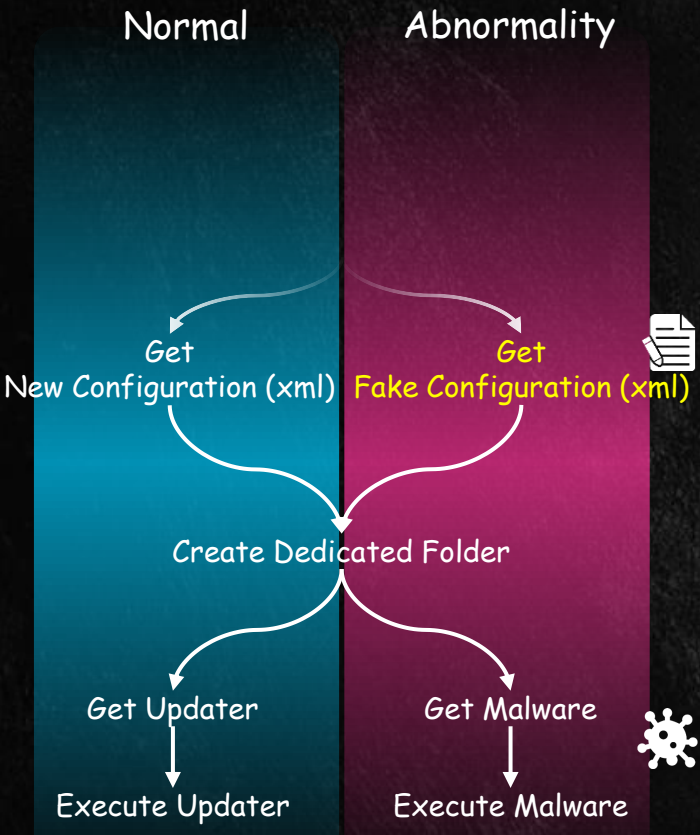 Normal
Abnormality
Get
New Configuration (xml)
Get
Fake Configuration (xml)
Create Dedicated Folder
Get Updater
Get Malware
Execute Updater
Execute Malware